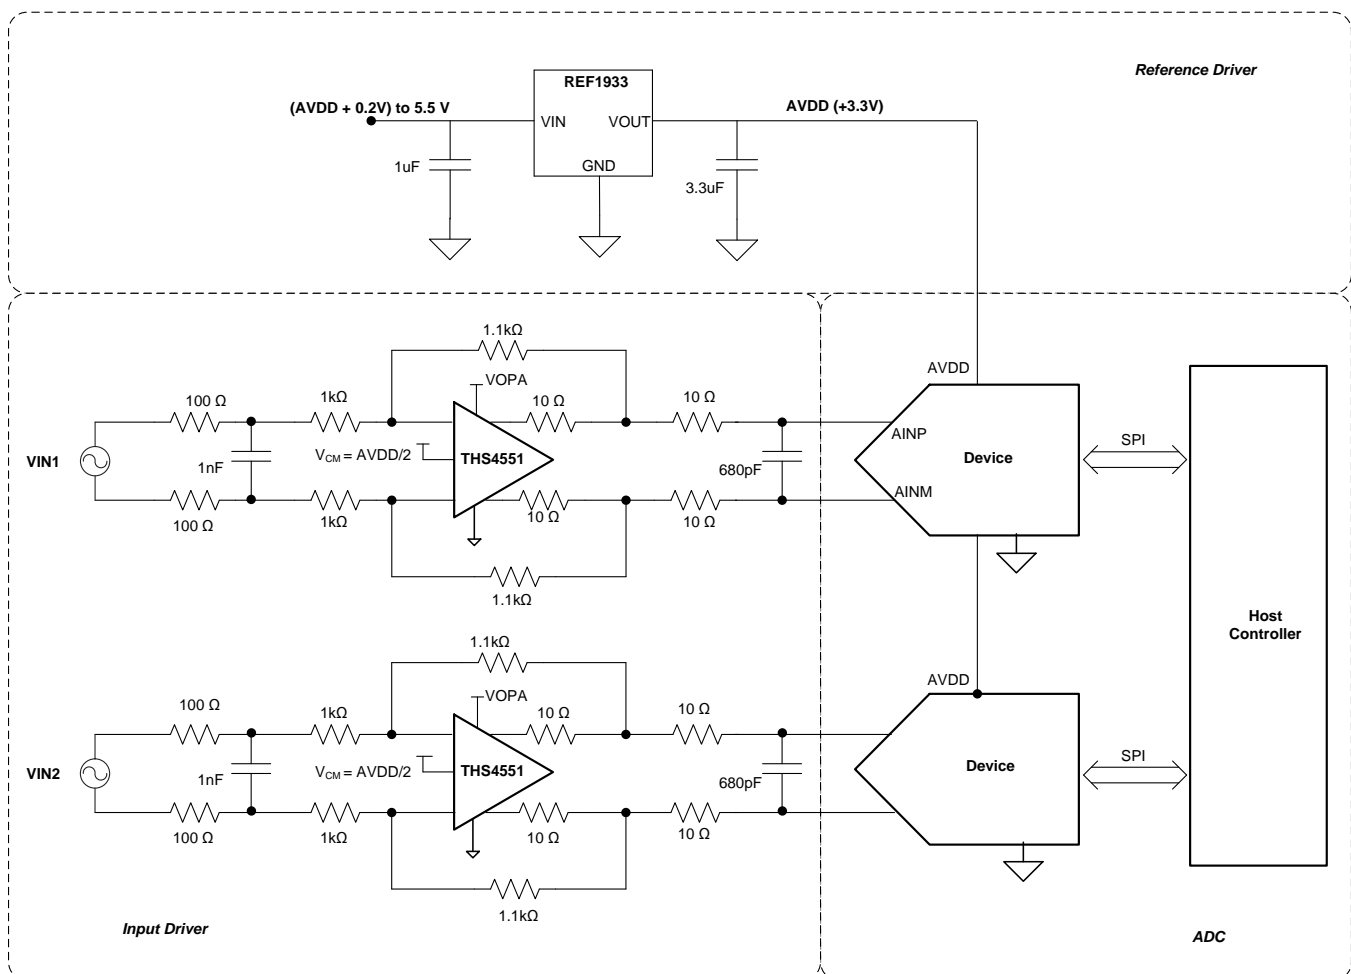 Reference Driver
REF1933
(AVDD + 0.2V) to 5.5 V
AVDD (+3.3V)
VIN
VOUT
GND
1uF
3.3uF
1.1kΩ
AVDD
VOPA
100 Ω
1kΩ
10 Ω
10 Ω
AINP
SPI
VIN1
1nF
VCM = AVDD/2
THS4551
680pF
Device
AINM
100 Ω
1kΩ
10 Ω
10 Ω
1.1kΩ
Host
Controller
1.1kΩ
AVDD
VOPA
100 Ω
1kΩ
10 Ω
10 Ω
SPI
VIN2
1nF
VCM = AVDD/2
THS4551
680pF
Device
100 Ω
1kΩ
10 Ω
10 Ω
1.1kΩ
Input Driver
ADC